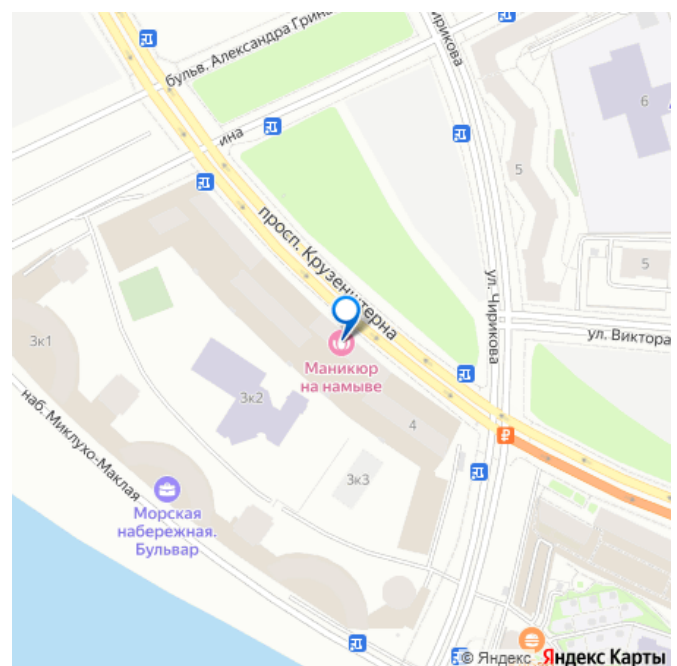 бульв. Александра Грина
ина
ирикова
6
5
просп. Крузенштерна
ул. Чирикова
5
ул. Виктора
3к1
Маникюр
на намыве
3к2
4
3к3
наб. Миклухо-Маклая
Морская
набережная.
Бульвар
© Яндекс Яндекс Карты